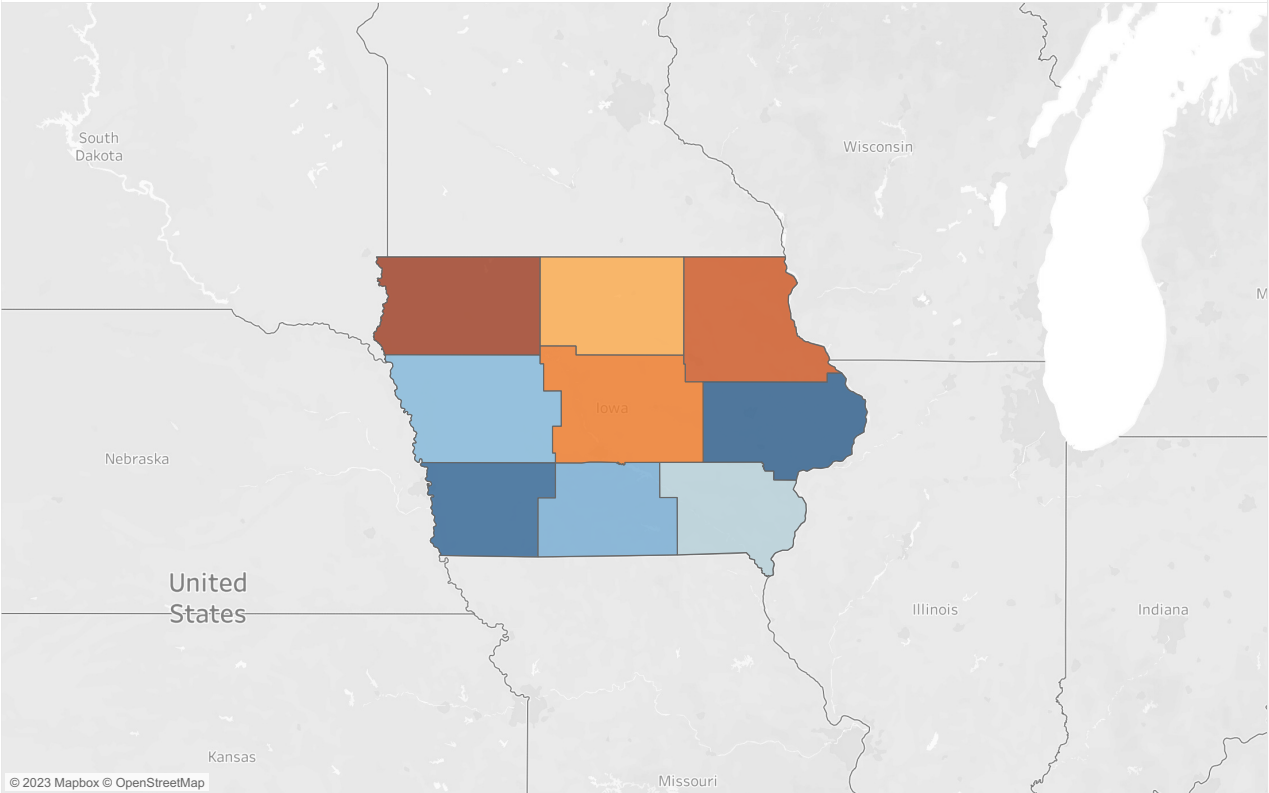 South
Dakota
Wisconsin
M
Iowa
Nebraska
United
States
Illinois
Indiana
Kansas
Missouri
© 2023 Mapbox © OpenStreetMap